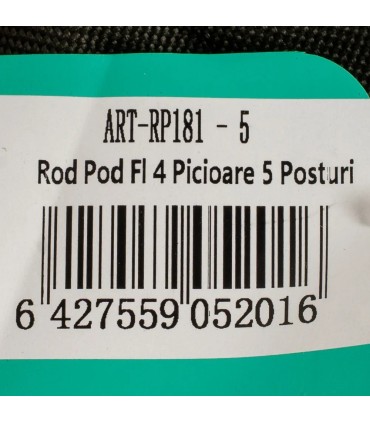 ART-RP181 - 5
Rod Pod Fl 4 Picioare 5 Posturi
6 427559 052016